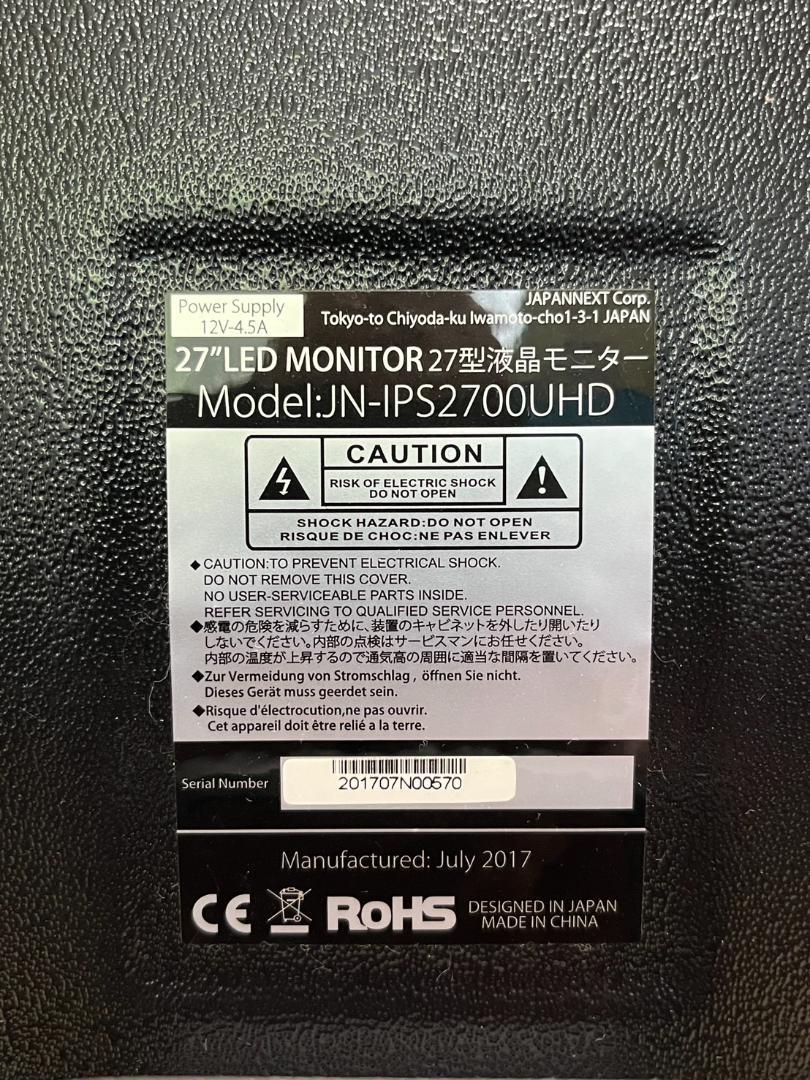 Power Supply
12V-4.5A
JAPANNEXT Corp.
Tokyo-to Chiyoda-ku Iwamoto-cho1-3-1 JAPAN
27"LED MONITOR 27型液晶モニター
Model:JN-IPS2700UHD
CAUTION
RISK OF ELECTRIC SHOCK
DO NOT OPEN
SHOCK HAZARD:DO NOT OPEN
RISQUE DE CHOC:NE PAS ENLEVER
◆CAUTION:TO PREVENT ELECTRICAL SHOCK.
DO NOT REMOVE THIS COVER.
NO USER-SERVICEABLE PARTS INSIDE.
REFER SERVICING TO QUALIFIED SERVICE PERSONNEL.
◆感電の危険を減らすために、装置のキャビネットを外したり開いたり
しないでください。内部の点検はサービスマンにお任せください。
内部の温度が上昇するので通気高の周囲に適当な間隔を置いてください。
◆Zur Vermeidung von Stromschlag, öffnen Sie nicht.
Dieses Gerät muss geerdet sein.
◆Risque d'électrocution,ne pas ouvrir.
Cet appareil doit être relié a la terre.
Serial Number
201707N00570
Manufactured: July 2017
CE
RoHS
DESIGNED IN JAPAN
MADE IN CHINA